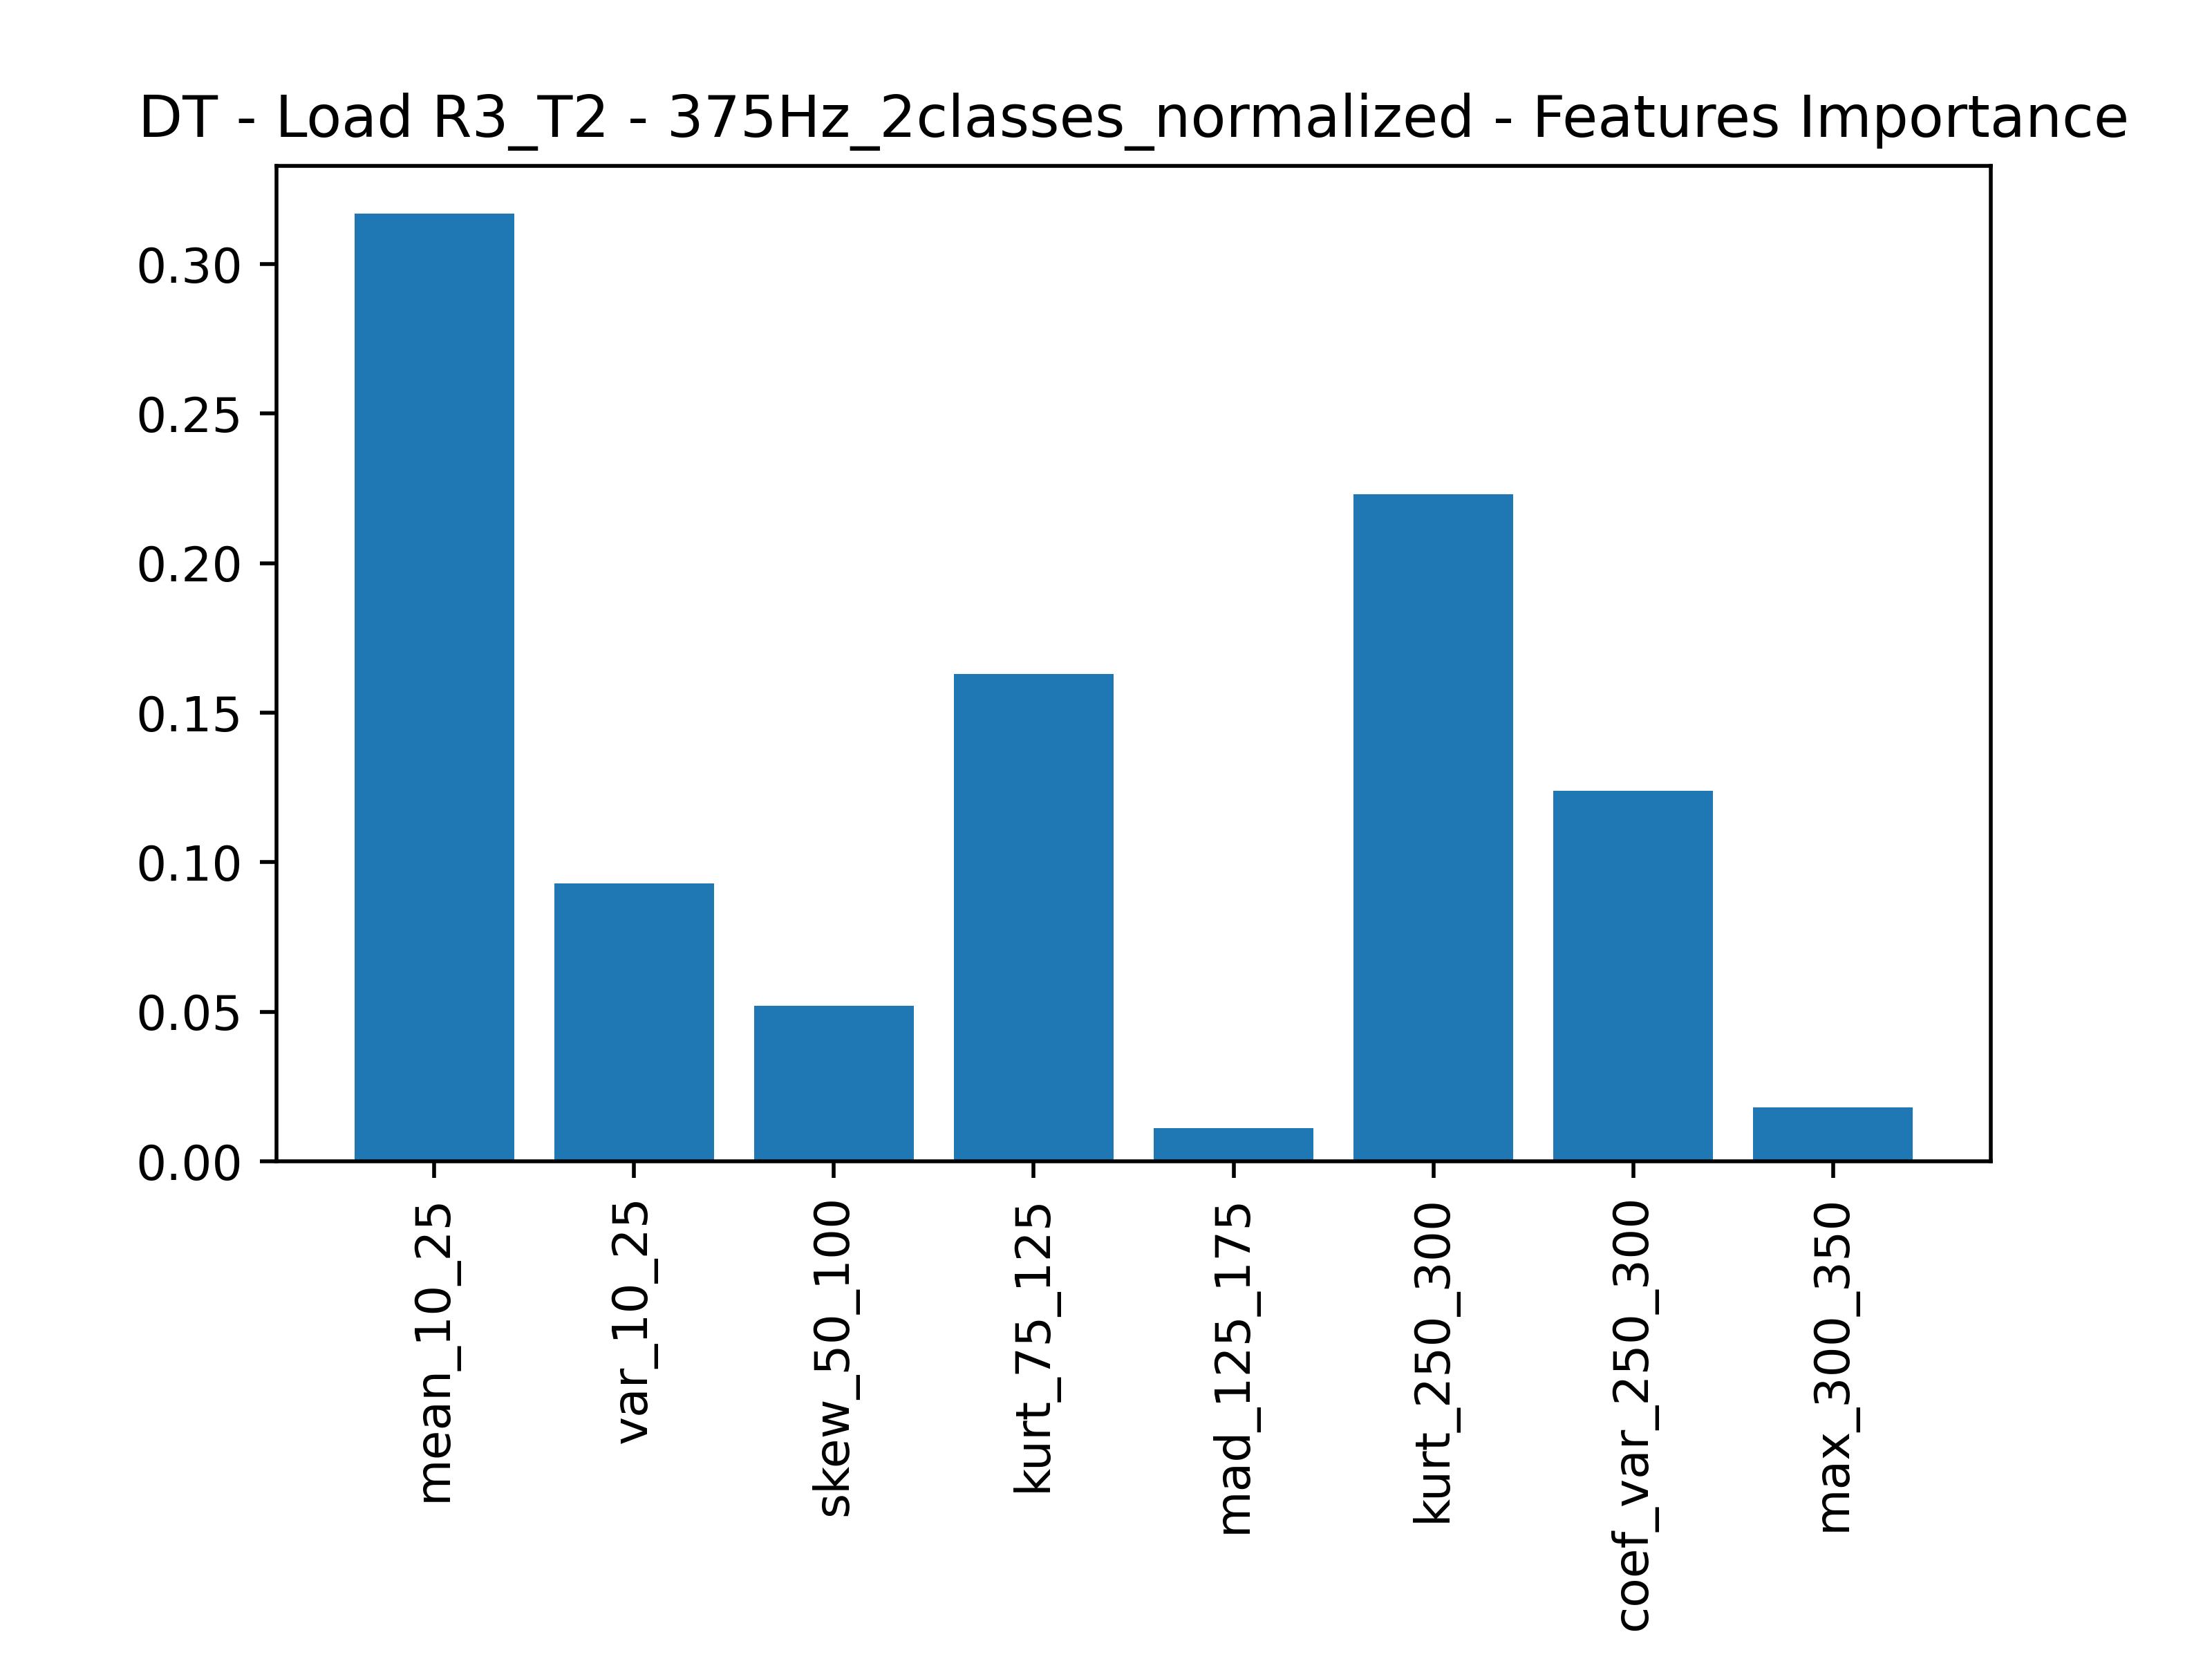 DT - Load R3_T2 - 375Hz_2classes_normalized - Features Importance
0.30
0.25
0.20
0.15
0.10
0.05
0.00
mean_10_25
var_10_25
skew_50_100
kurt_75_125
mad_125_175
kurt_250_300
coef_var_250_300
max_300_350